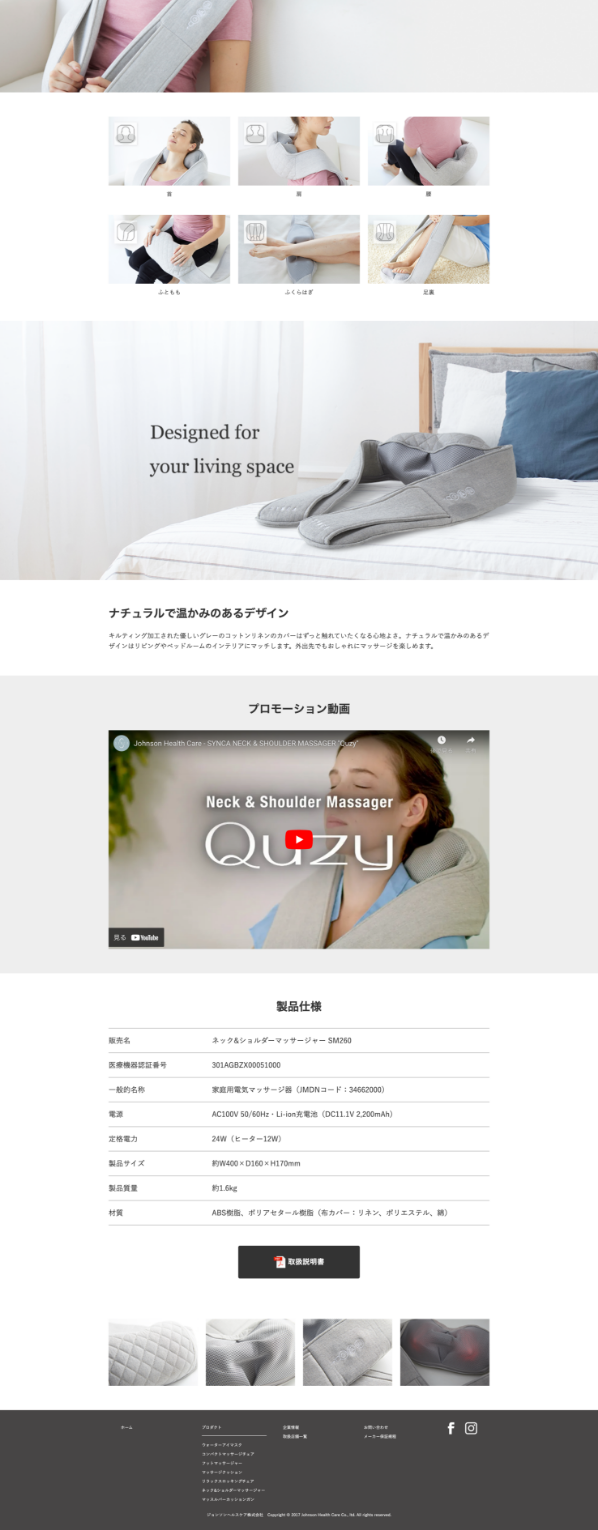 首
肩
腰
ふともも
ふくらはぎ
足裏
Designed for
your living space
ナチュラルで温かみのあるデザイン
キルティング加工された優しいグレーのコットンリネンのカバーはずっと触れていたくなる心地よさ。ナチュラルで温かみのあるデ
ザインはリビングやベッドルームのインテリアにマッチします。外出先でもおしゃれにマッサージを楽しめます。
プロモーション動画
Johnson Health Care - SYNCA NECK & SHOULDER MASSAGER "Quzy"
Neck & Shoulder Massager
Quzy
見る YouTube
製品仕様
販売名 ネック&ショルダーマッサージャー SM260
医療機器認証番号 301AGBZX00051000
一般的名称 家庭用電気マッサージ器（JMDNコード：34662000）
電源 AC100V 50/60Hz・Li-ion充電池（DC11.1V 2,200mAh）
定格電力 24W（ヒーター12W）
製品サイズ 約W400×D160×H170mm
製品質量 約1.6kg
材質 ABS樹脂、ポリアセタール樹脂（布カバー：リネン、ポリエステル、綿）
取扱説明書
ホーム
プロダクト
ウォーターアイマスク
コンパクトマッサージチェア
フットマッサージャー
マッサージクッション
リラックスロッキングチェア
ネック&ショルダーマッサージャー
マッスルパーカッションガン
企業情報
取扱店舗一覧
お問い合わせ
メーカー保証規程
ジョンソンヘルスケア株式会社 Copyright © 2017 Johnson Health Care Co., ltd. All rights reserved.